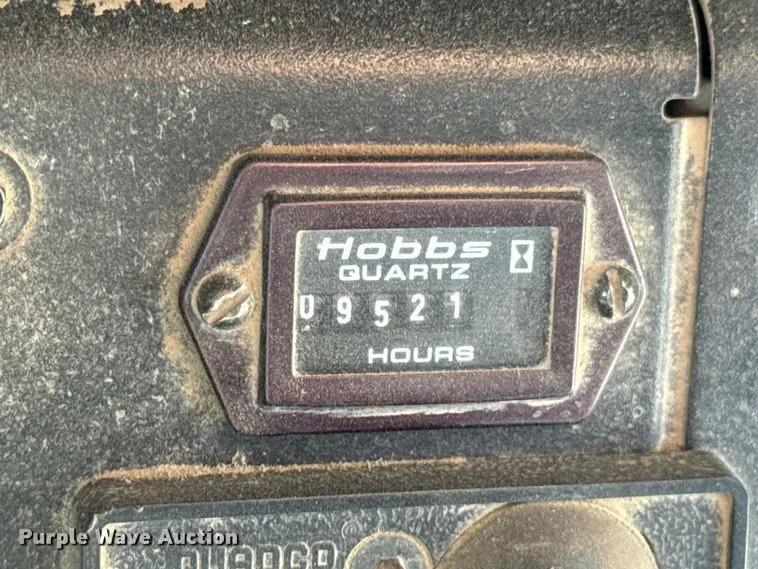 Hobbs
QUARTZ
09521
HOURS
Purple Wave Auction